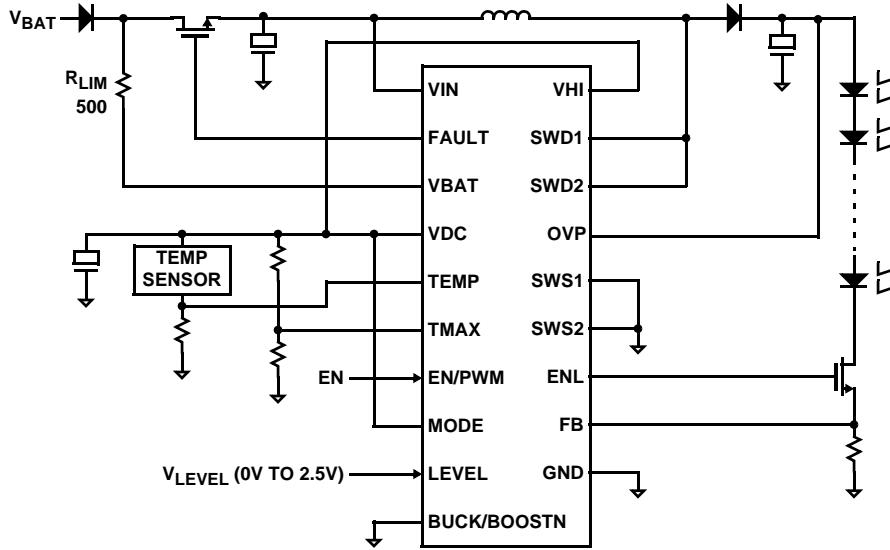 VBAT
RLIM
500
VIN
VHI
FAULT
SWD1
VBAT
SWD2
VDC
OVP
TEMP
SENSOR
TEMP
SWS1
TMAX
SWS2
EN
EN/PWM
ENL
MODE
FB
VLEVEL (0V TO 2.5V)
LEVEL
GND
BUCK/BOOSTN